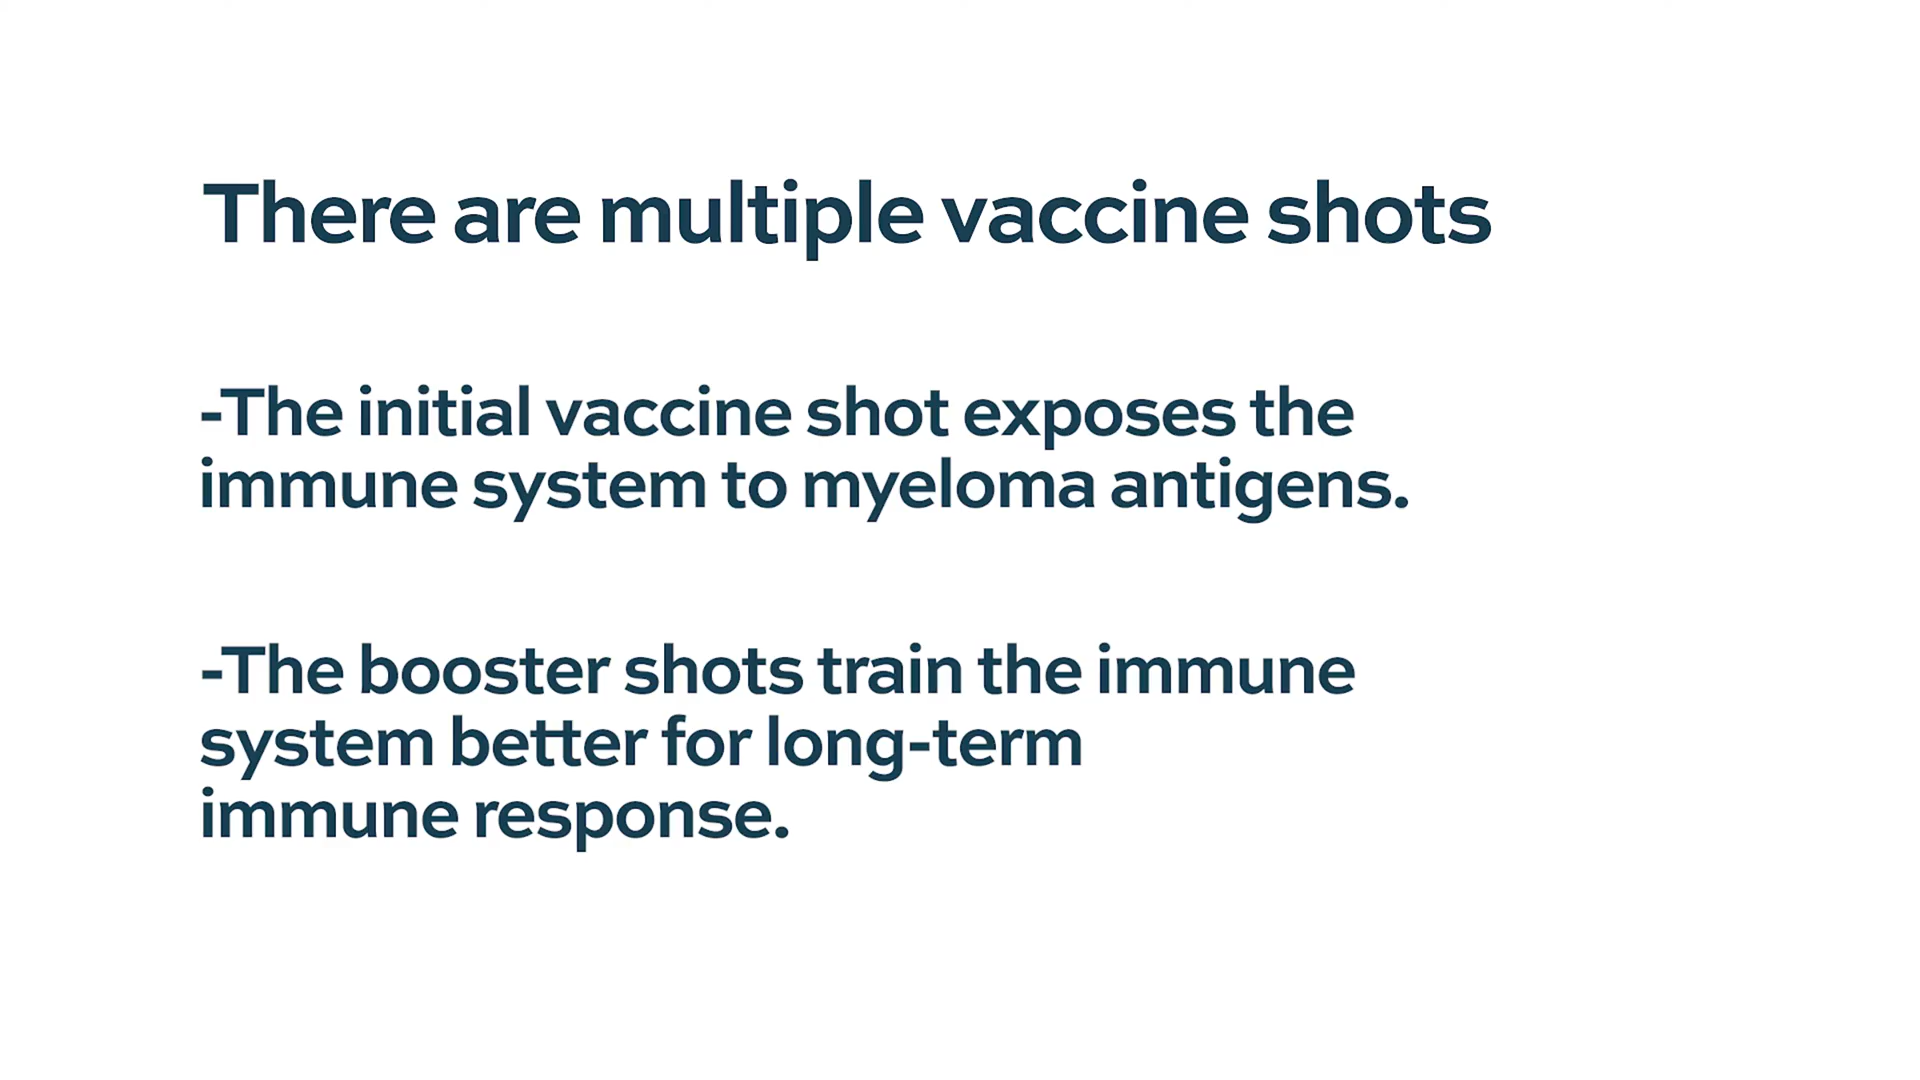 There are multiple vaccine shots
-The initial vaccine shot exposes the
immune system to myeloma antigens.
-The booster shots train the immune
system better for long-term
immune response.